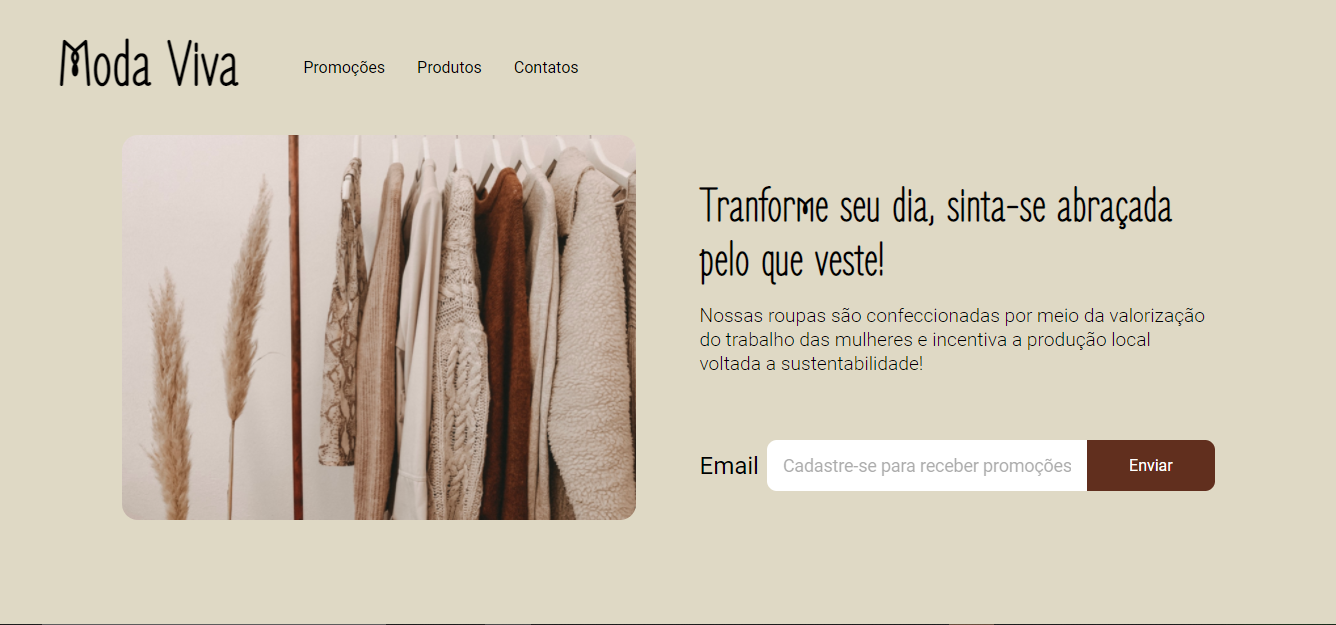 Moda Viva
Promoções Produtos Contatos
Tranforme seu dia, sinta-se abraçada
pelo que veste!
Nossas roupas são confeccionadas por meio da valorização
do trabalho das mulheres e incentiva a produção local
voltada a sustentabilidade!
Email Cadastre-se para receber promoções Enviar